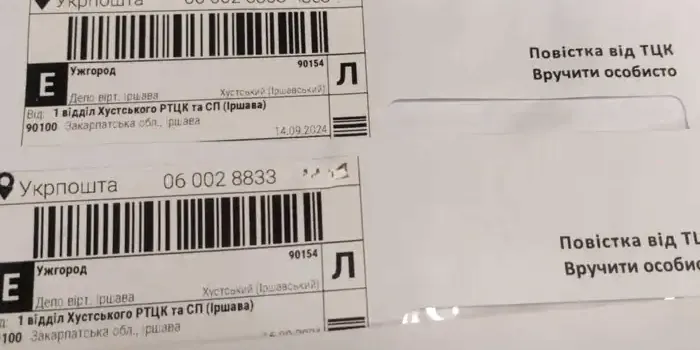 Укрпошта
Ужгород
90154
Е
Л
Депо вірт. Іршава
Хустський (Іршавський)
Від: 1 відділ Хустського РТЦК та СП (Іршава)
90100 Закарпатська обл., Іршава
14.09.2024
Повістка від ТЦК
Вручити особисто
Укрпошта
06 002 8833
90154
Ужгород
Е
Л
Депо вірт. Іршава
Хустський (Іршавський)
1 відділ Хустського РТЦК та СП (Іршава)
100 Закарпатська обл., Іршава
Повістка від ТЦ
Вручити особис